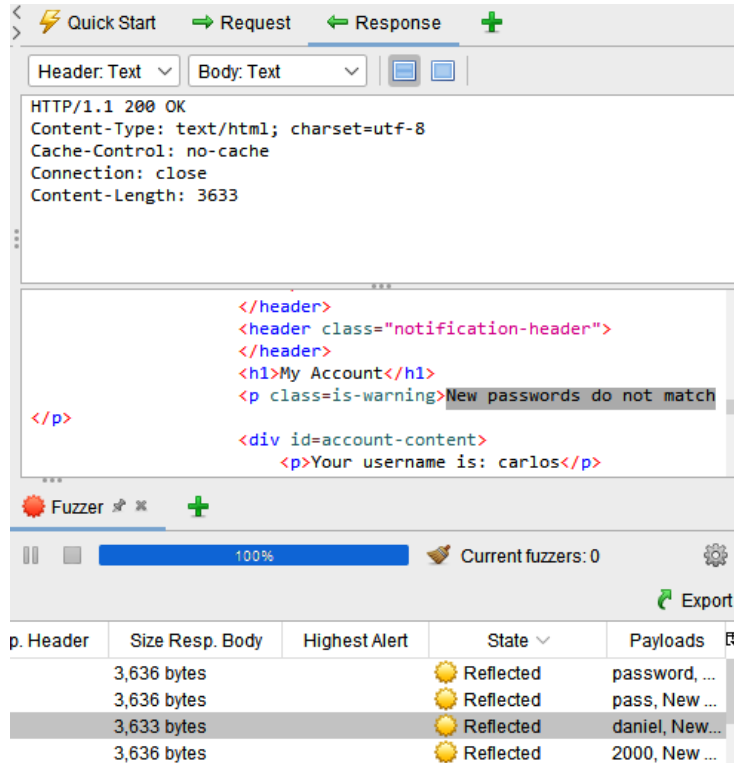 Quick Start Request Response
Header: Text Body: Text
HTTP/1.1 200 OK
Content-Type: text/html; charset=utf-8
Cache-Control: no-cache
Connection: close
Content-Length: 3633
</header>
<header class="notification-header">
</header>
<h1>My Account</h1>
<p class=is-warning>New passwords do not match
</p>
<div id=account-content>
<p>Your username is: carlos</p>
Fuzzer
100% Current fuzzers: 0
Export
p. Header Size Resp. Body Highest Alert State Payloads
3,636 bytes Reflected password, ...
3,636 bytes Reflected pass, New ...
3,633 bytes Reflected daniel, New...
3,636 bytes Reflected 2000, New ...